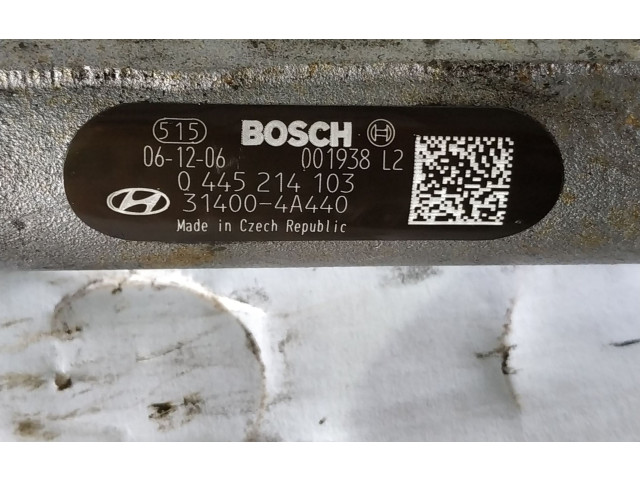 515 BOSCH
06-12-06 001938 L2
0 445 214 103
31400-4A440
Made in Czech Republic